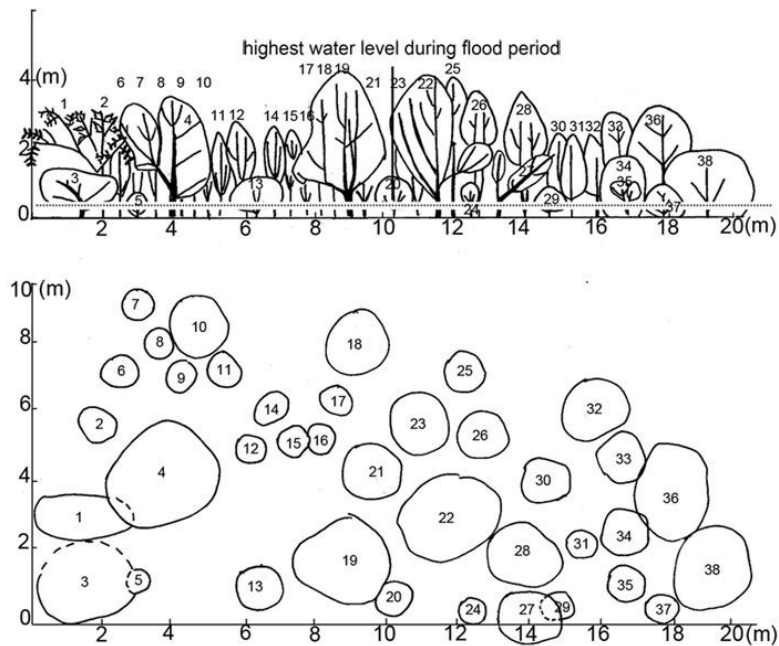 highest water level during flood period
17 18 19 21 23 22 25
4 (m)
1 2 6 7 8 9 10
26 28
4 11 12 14 15 16 30 31 32 33 36
2
3 13 20 27 34 35 38
5 24 29 37
0
2 4 6 8 10 12 14 16 18 20 (m)
10 (m)
7
10 18
8
8 6 9 11 25
6
2 14 17 23 32
12 15 16 26
4
4 21 30 33
1 22 36
2
3 5 19 28 31 34
13 20 35 38
0
24 27 29 37
2 4 6 8 10 12 14 16 18 20 (m)